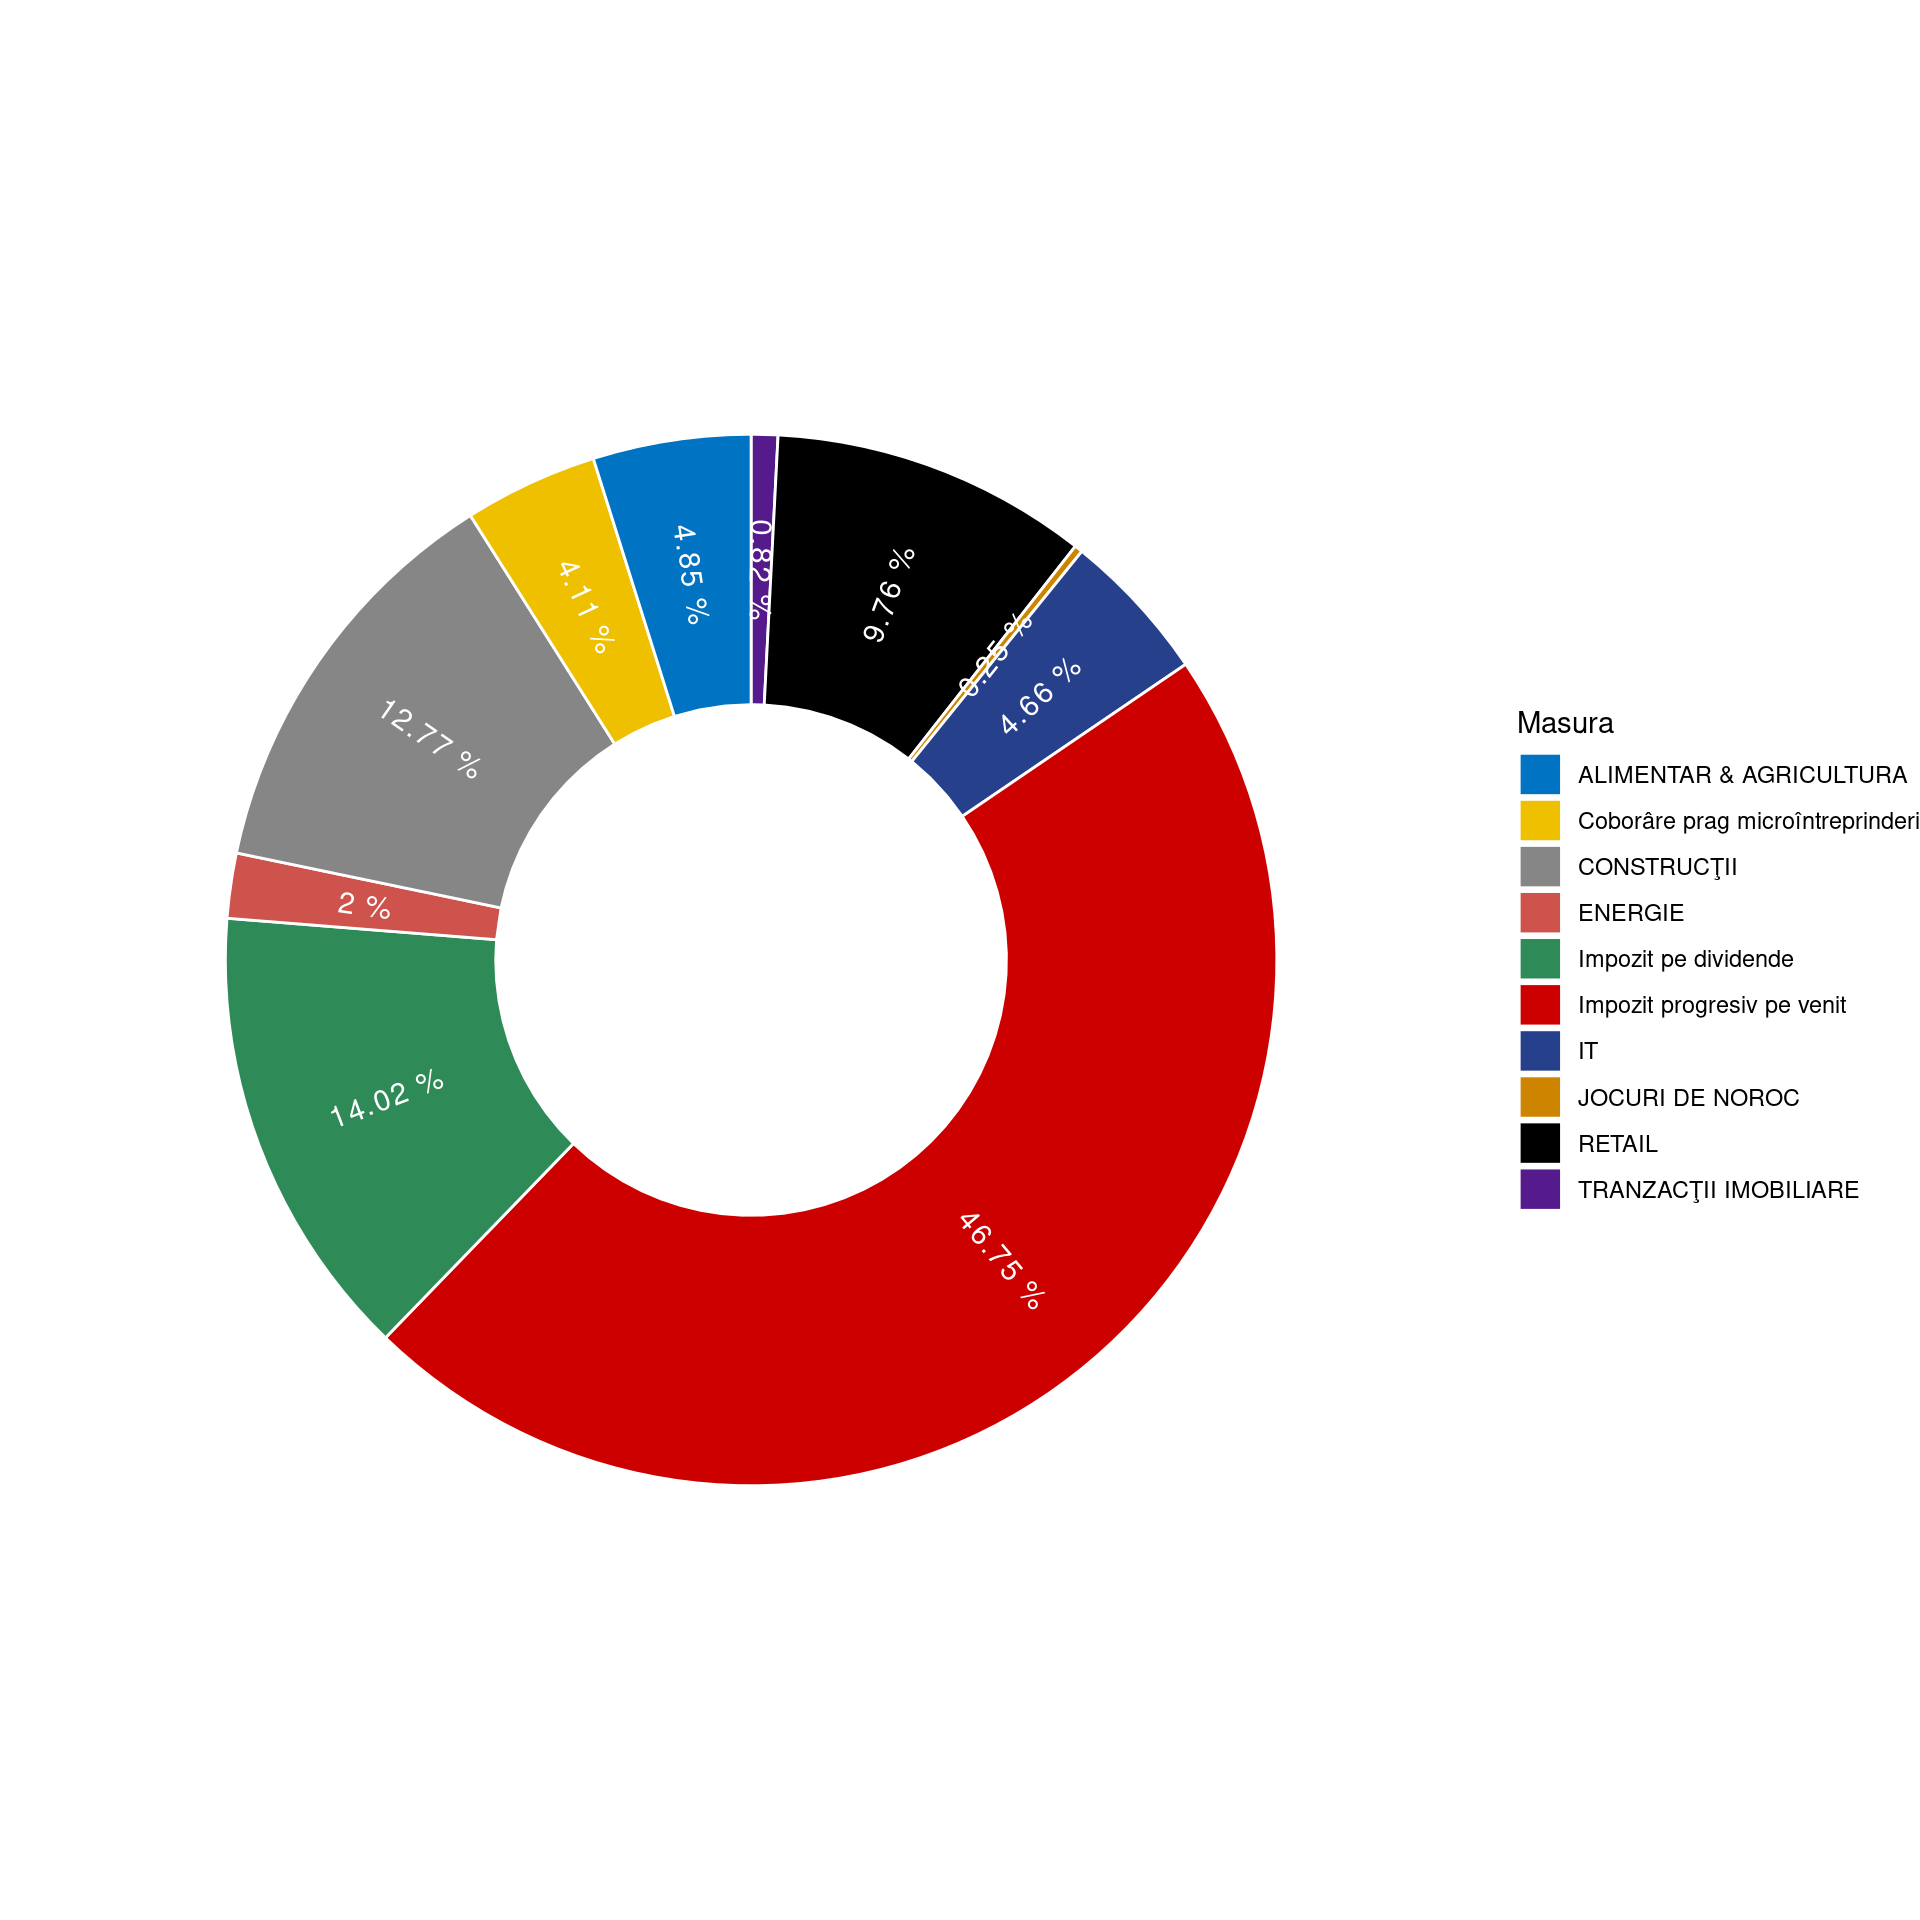 4.85 %
0.82 %
9.76 %
0.25 %
4.66 %
4.11 %
12.77 %
2 %
14.02 %
46.75 %
Masura
ALIMENTAR & AGRICULTURA
Coborâre prag microîntreprinderi
CONSTRUCŢII
ENERGIE
Impozit pe dividende
Impozit progresiv pe venit
IT
JOCURI DE NOROC
RETAIL
TRANZACŢII IMOBILIARE